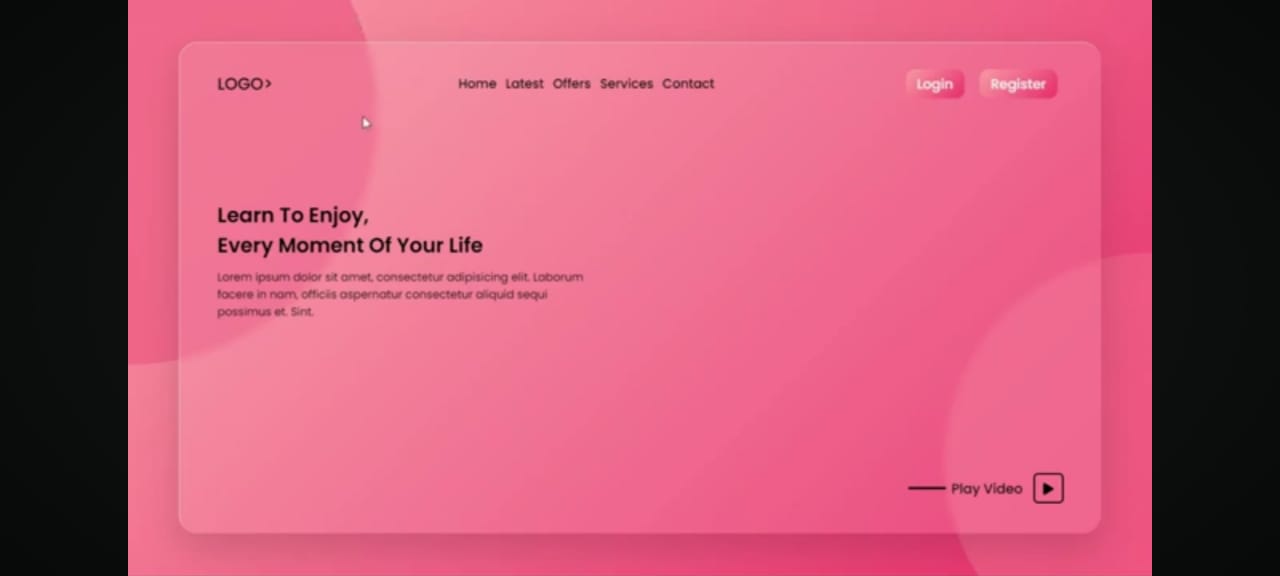 LOGO>
Home Latest Offers Services Contact
Login
Register
Learn To Enjoy,
Every Moment Of Your Life
Lorem ipsum dolor sit amet, consectetur adipisicing elit. Laborum
facere in nam, officiis aspernatur consectetur aliquid sequi
possimus et. Sint.
Play Video